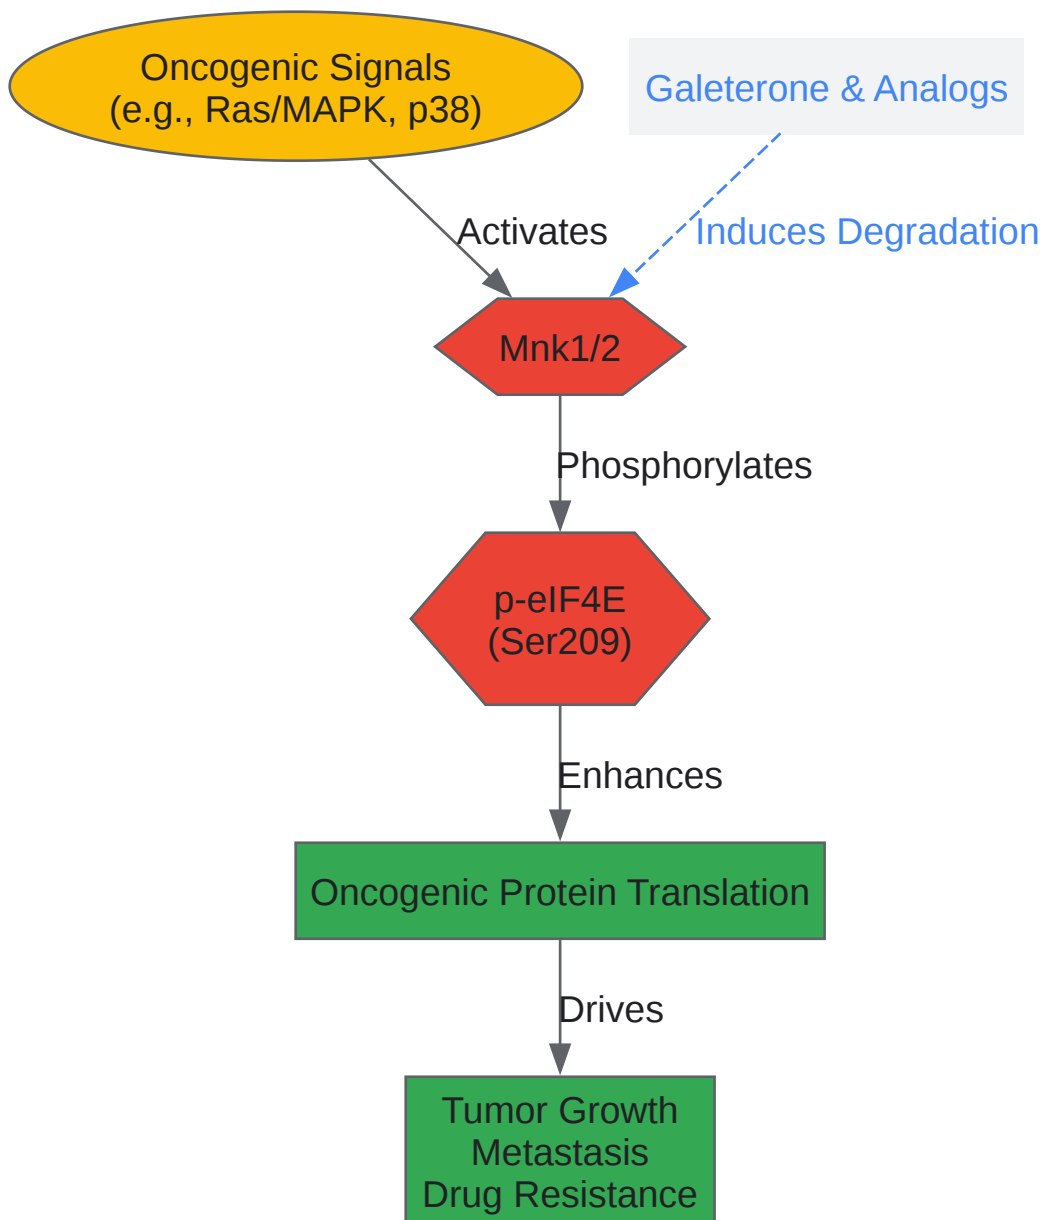 Oncogenic Signals
(e.g., Ras/MAPK, p38)
Galeterone & Analogs
Activates
Induces Degradation
Mnk1/2
Phosphorylates
p-eIF4E
(Ser209)
Enhances
Oncogenic Protein Translation
Drives
Tumor Growth
Metastasis
Drug Resistance